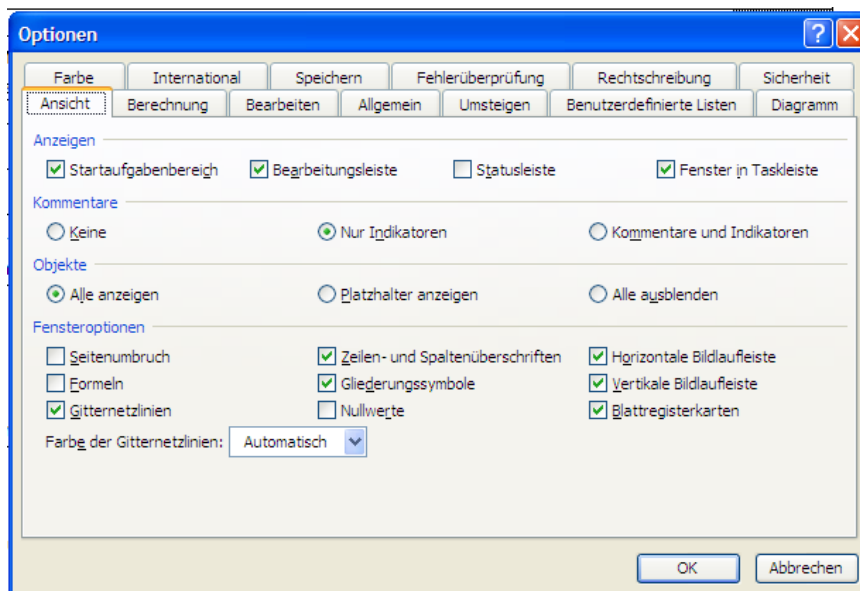 Optionen
Farbe International Speichern Fehlerüberprüfung Rechtschreibung Sicherheit
Ansicht Berechnung Bearbeiten Allgemein Umsteigen Benutzerdefinierte Listen Diagramm
Anzeigen
Startaufgabenbereich Bearbeitungsleiste Statusleiste Fenster in Taskleiste
Kommentare
Keine Nur Indikatoren Kommentare und Indikatoren
Objekte
Alle anzeigen Platzhalter anzeigen Alle ausblenden
Fensteroptionen
Seitenumbruch Zeilen- und Spaltenüberschriften Horizontale Bildlaufleiste
Formeln Gliederungssymbole Vertikale Bildlaufleiste
Gitternetzlinien Nullwerte Blattregisterkarten
Farbe der Gitternetzlinien: Automatisch
OK Abbrechen